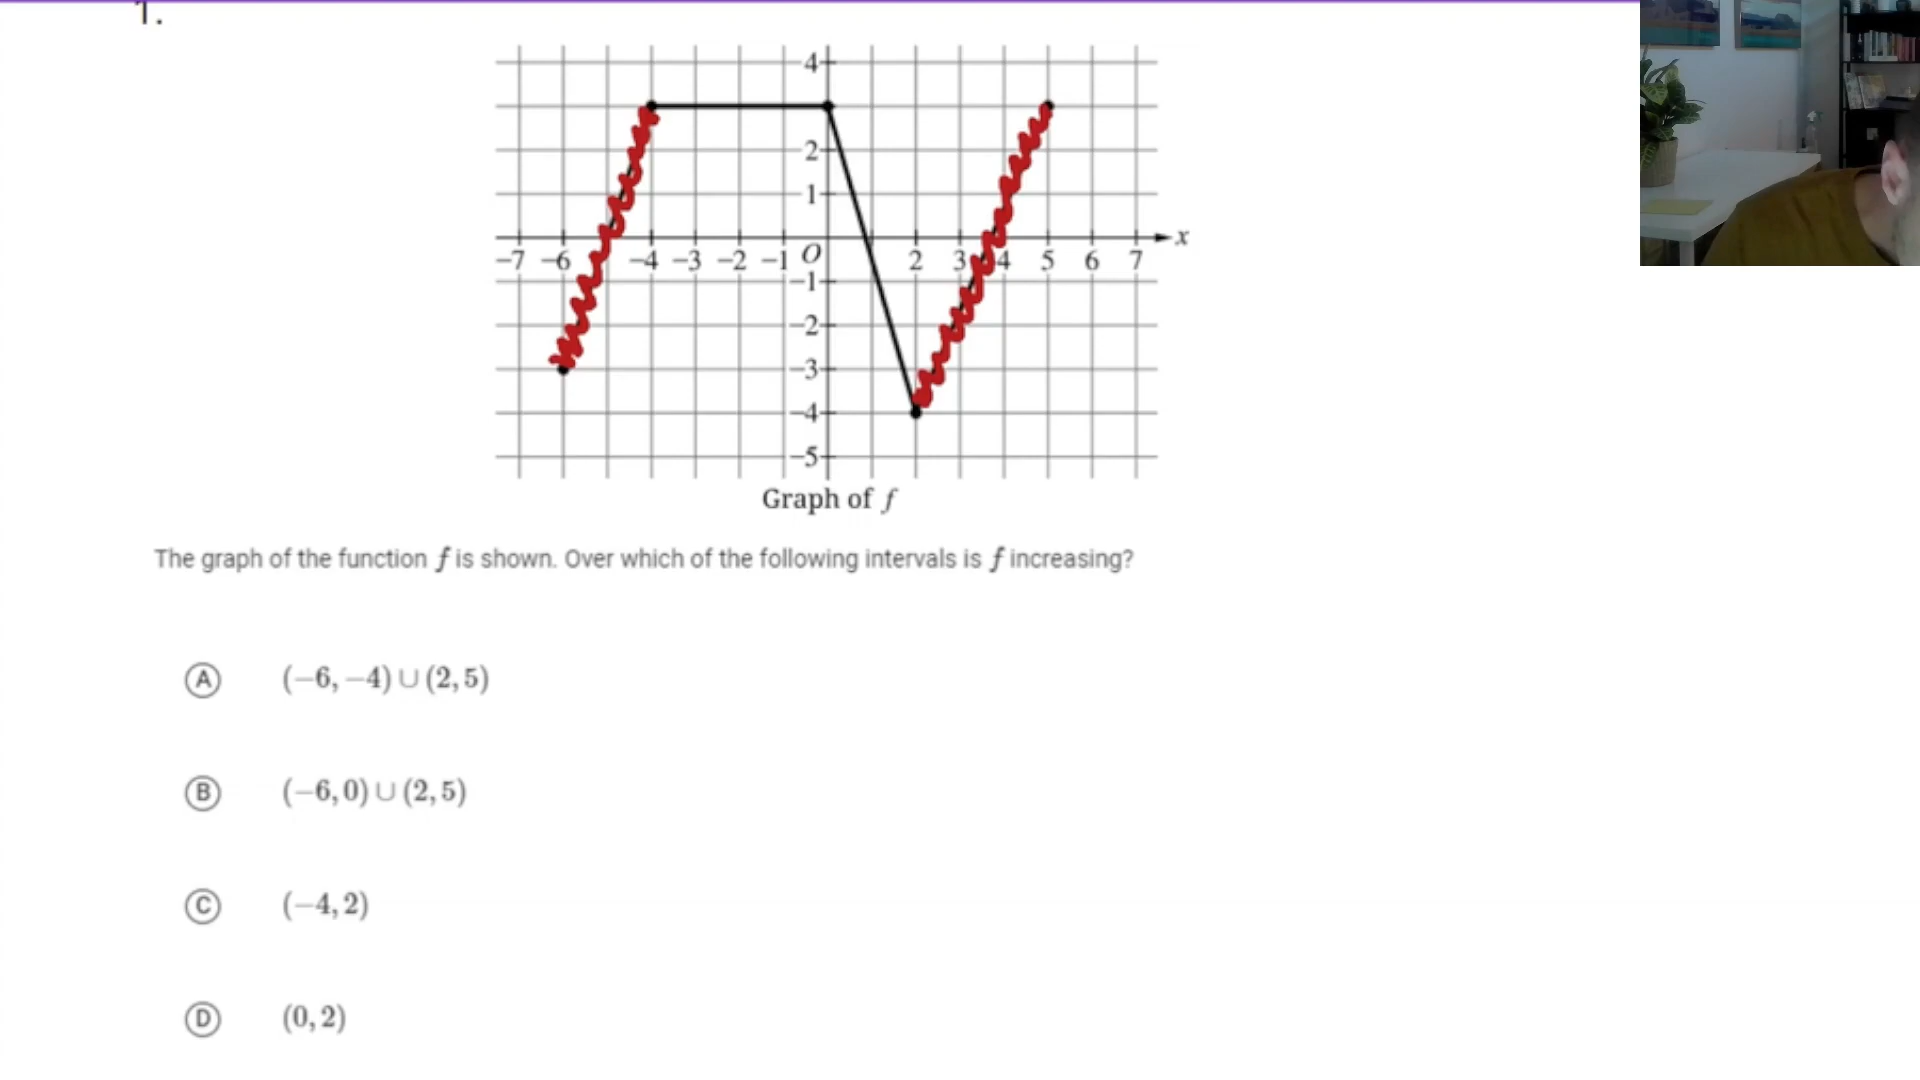 1.
4
2
1
x
-7 -6 -4 -3 -2 -1 O 2 3 4 5 6 7
-1
-2
-3
-4
-5
Graph of f
The graph of the function f is shown. Over which of the following intervals is f increasing?
A (-6, -4) ∪ (2, 5)
B (-6, 0) ∪ (2, 5)
C (-4, 2)
D (0, 2)